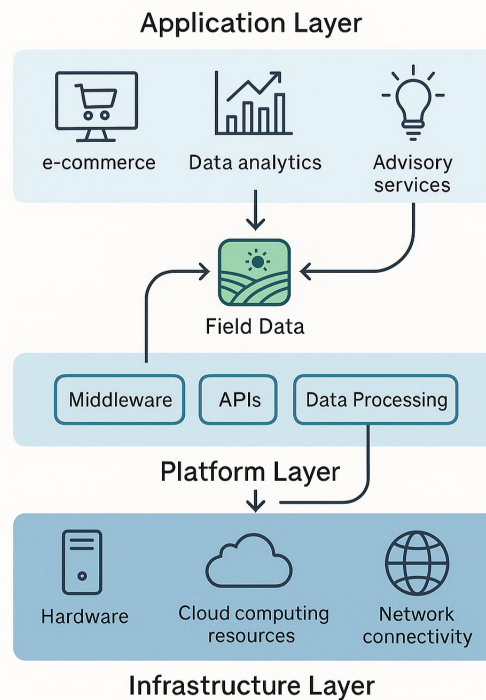 Application Layer
e-commerce
Data analytics
Advisory
services
Field Data
Middleware
APIs
Data Processing
Platform Layer
Hardware
Cloud computing
resources
Network
connectivity
Infrastructure Layer